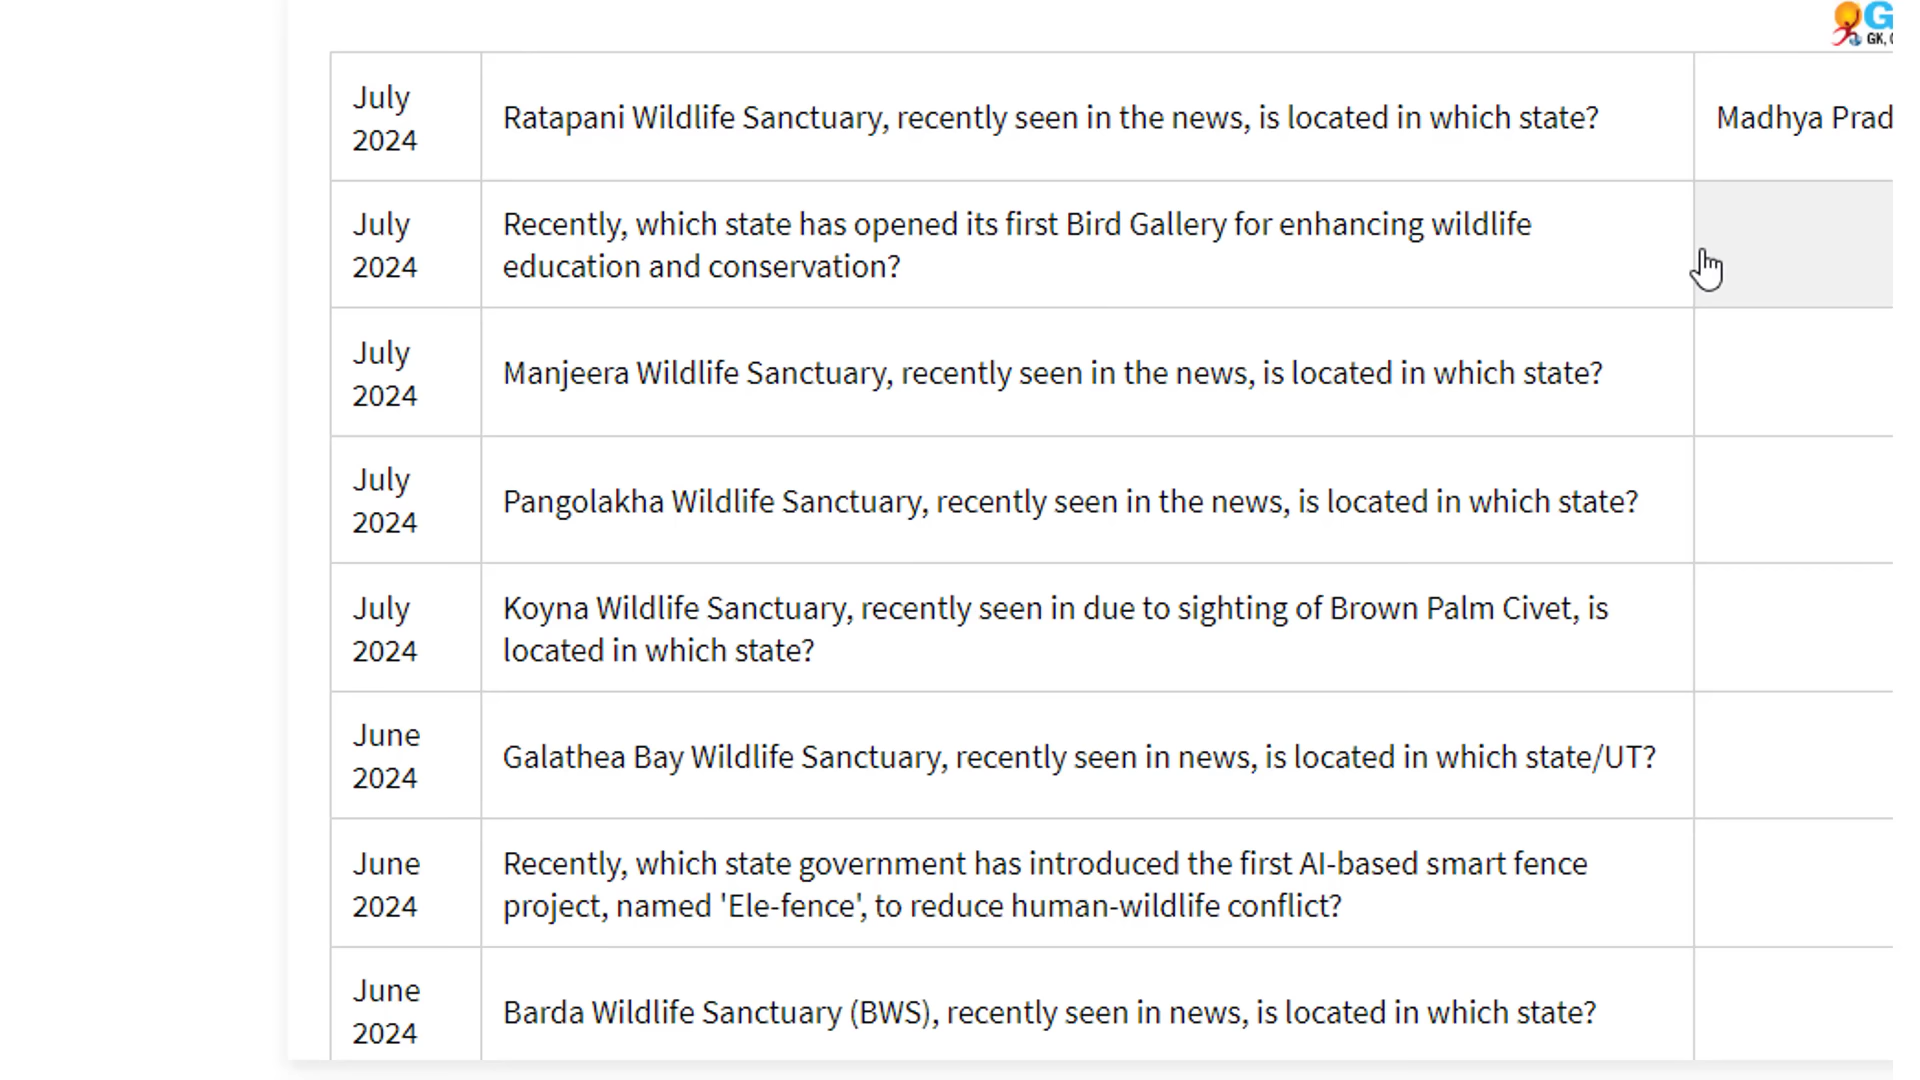 G
GK,
July
2024
Ratapani Wildlife Sanctuary, recently seen in the news, is located in which state?
Madhya Prad
July
2024
Recently, which state has opened its first Bird Gallery for enhancing wildlife
education and conservation?
July
2024
Manjeera Wildlife Sanctuary, recently seen in the news, is located in which state?
July
2024
Pangolakha Wildlife Sanctuary, recently seen in the news, is located in which state?
July
2024
Koyna Wildlife Sanctuary, recently seen in due to sighting of Brown Palm Civet, is
located in which state?
June
2024
Galathea Bay Wildlife Sanctuary, recently seen in news, is located in which state/UT?
June
2024
Recently, which state government has introduced the first AI-based smart fence
project, named 'Ele-fence', to reduce human-wildlife conflict?
June
2024
Barda Wildlife Sanctuary (BWS), recently seen in news, is located in which state?